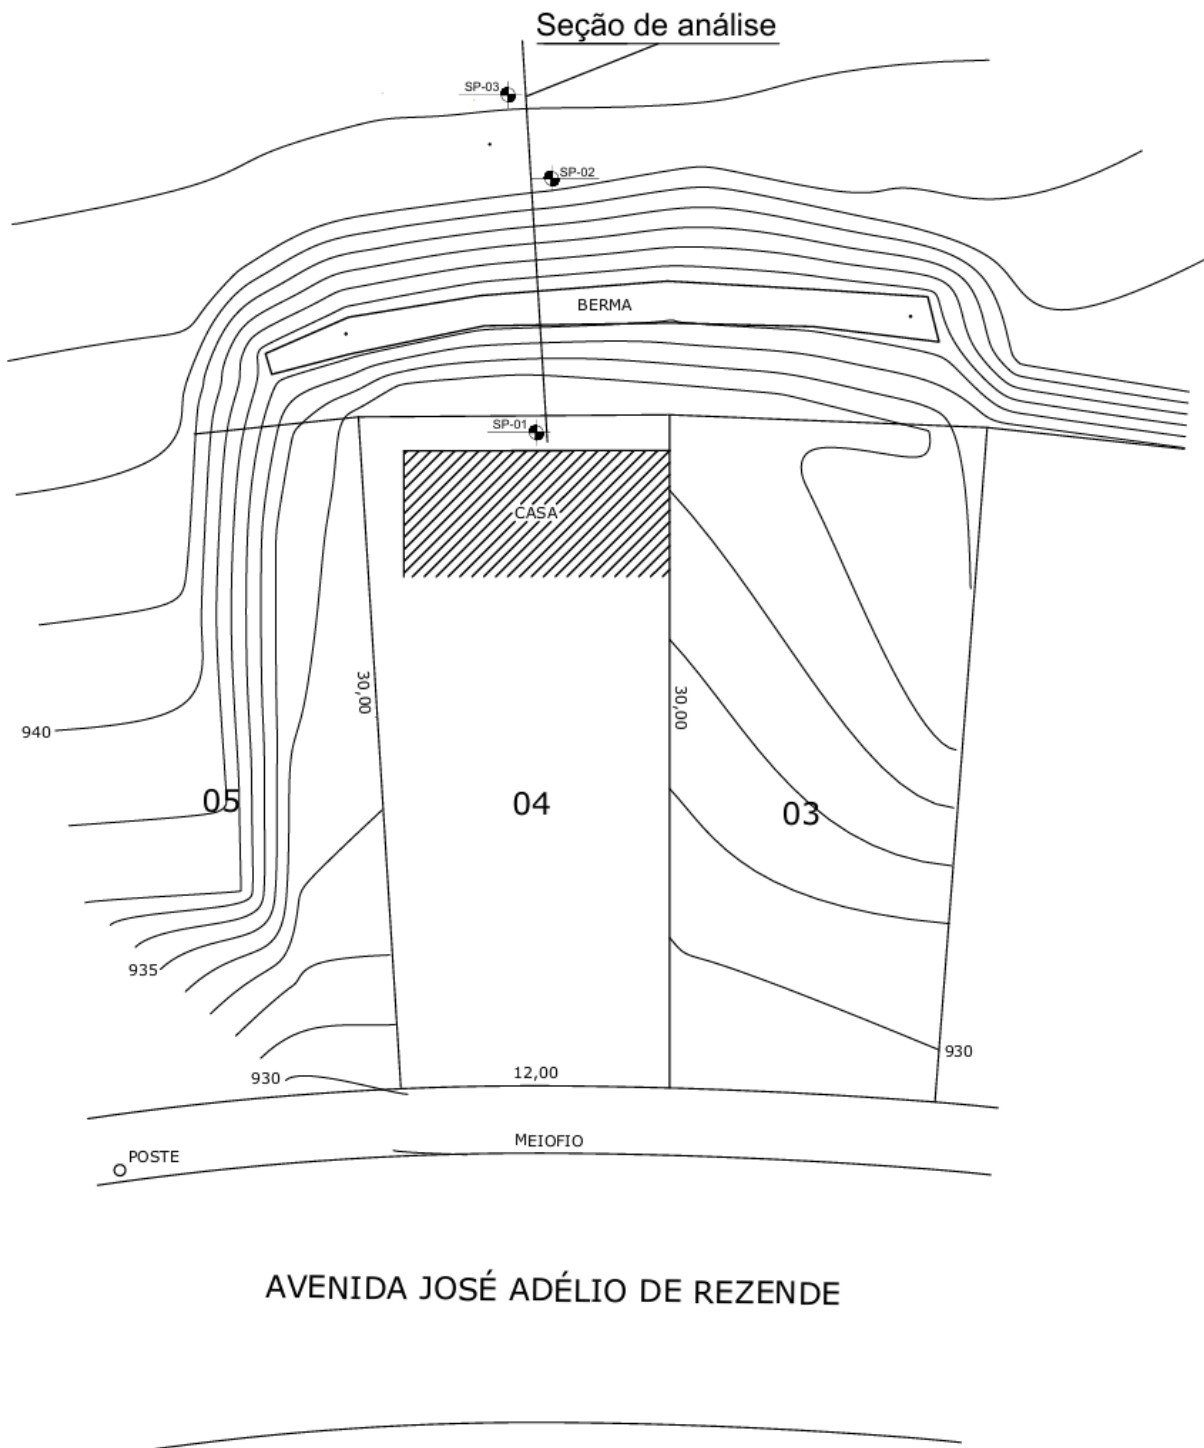 Seção de análise
SP-03
SP-02
BERMA
SP-01
CASA
30,00
30,00
940
05
04
03
935
930
930
12,00
MEIOFIO
POSTE
AVENIDA JOSÉ ADÉLIO DE REZENDE